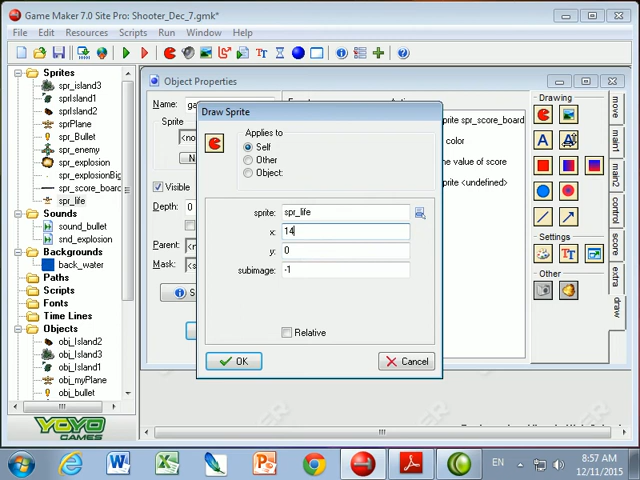 Game Maker 7.0 Site Pro: Shooter_Dec_7.gmk*
File Edit Resources Scripts Run Window Help
Sprites
spr_island3
sprIsland1
sprIsland2
sprPlane
spr_Bullet
spr_enemy
spr_explosion
spr_explosionBig
spr_score_board
spr_life
Sounds
sound_bullet
snd_explosion
Backgrounds
back_water
Paths
Scripts
Fonts
Time Lines
Objects
obj_Island2
obj_Island3
obj_Island1
obj_myPlane
obj_bullet
YOYO
GAMES
Object Properties
Name:
Sprite
<no
Visible
Depth: 0
Parent:
Mask:
Draw Sprite
Applies to
Self
Other
Object:
sprite: spr_life
x: 14
y: 0
subimage: -1
Relative
OK Cancel
sprite spr_score_board
color
the value of score
sprite <undefined>
Drawing
Settings
Other
move
main1
main2
control
score
extra
draw
EN
8:57 AM
12/11/2015